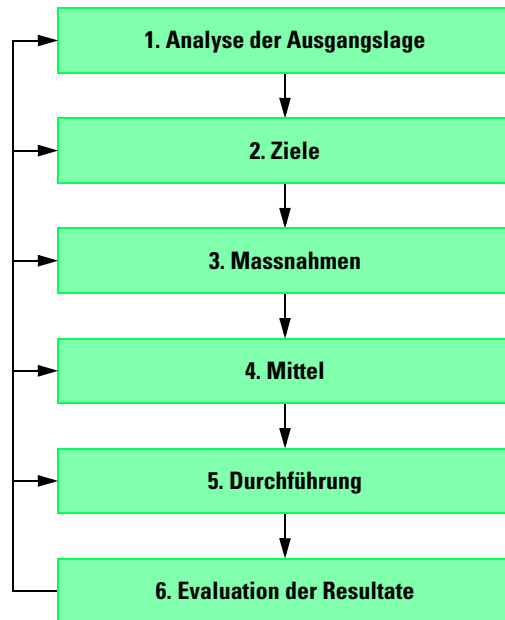 1. Analyse der Ausgangslage
2. Ziele
3. Massnahmen
4. Mittel
5. Durchführung
6. Evaluation der Resultate